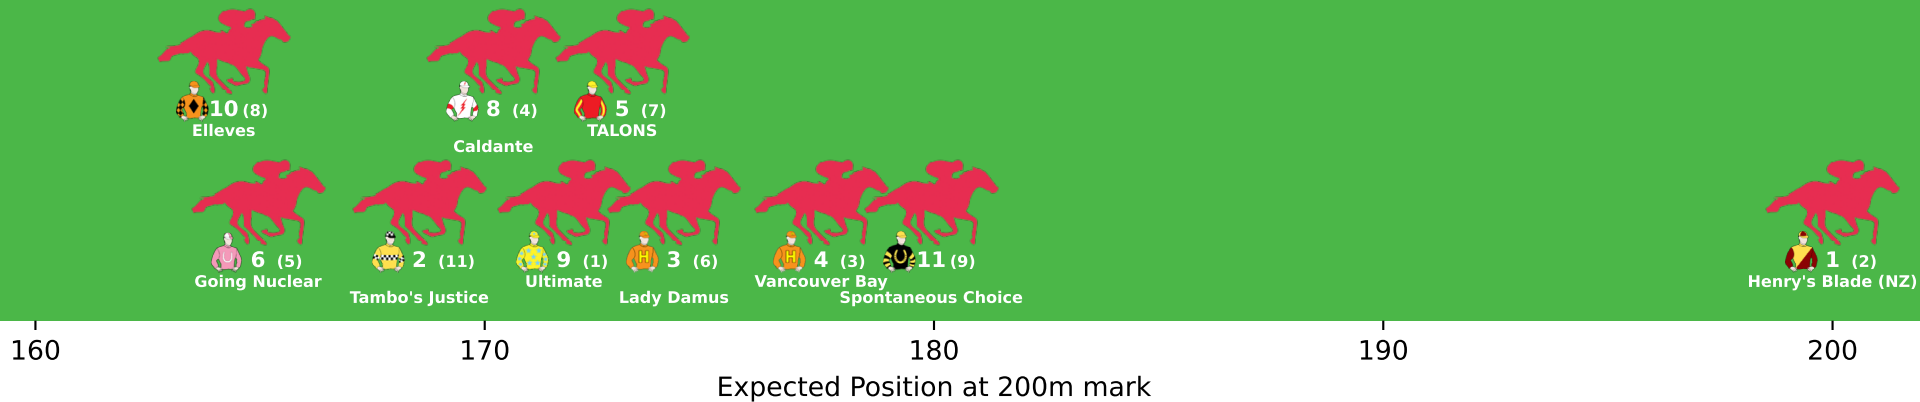 10 (8)
Elleves
8 (4)
Caldante
5 (7)
TALONS
6 (5)
Going Nuclear
2 (11)
Tambo's Justice
9 (1)
Ultimate
H 3 (6)
Lady Damus
H 4 (3)
Vancouver Bay
11 (9)
Spontaneous Choice
1 (2)
Henry's Blade (NZ)
160 170 180 190 200
Expected Position at 200m mark